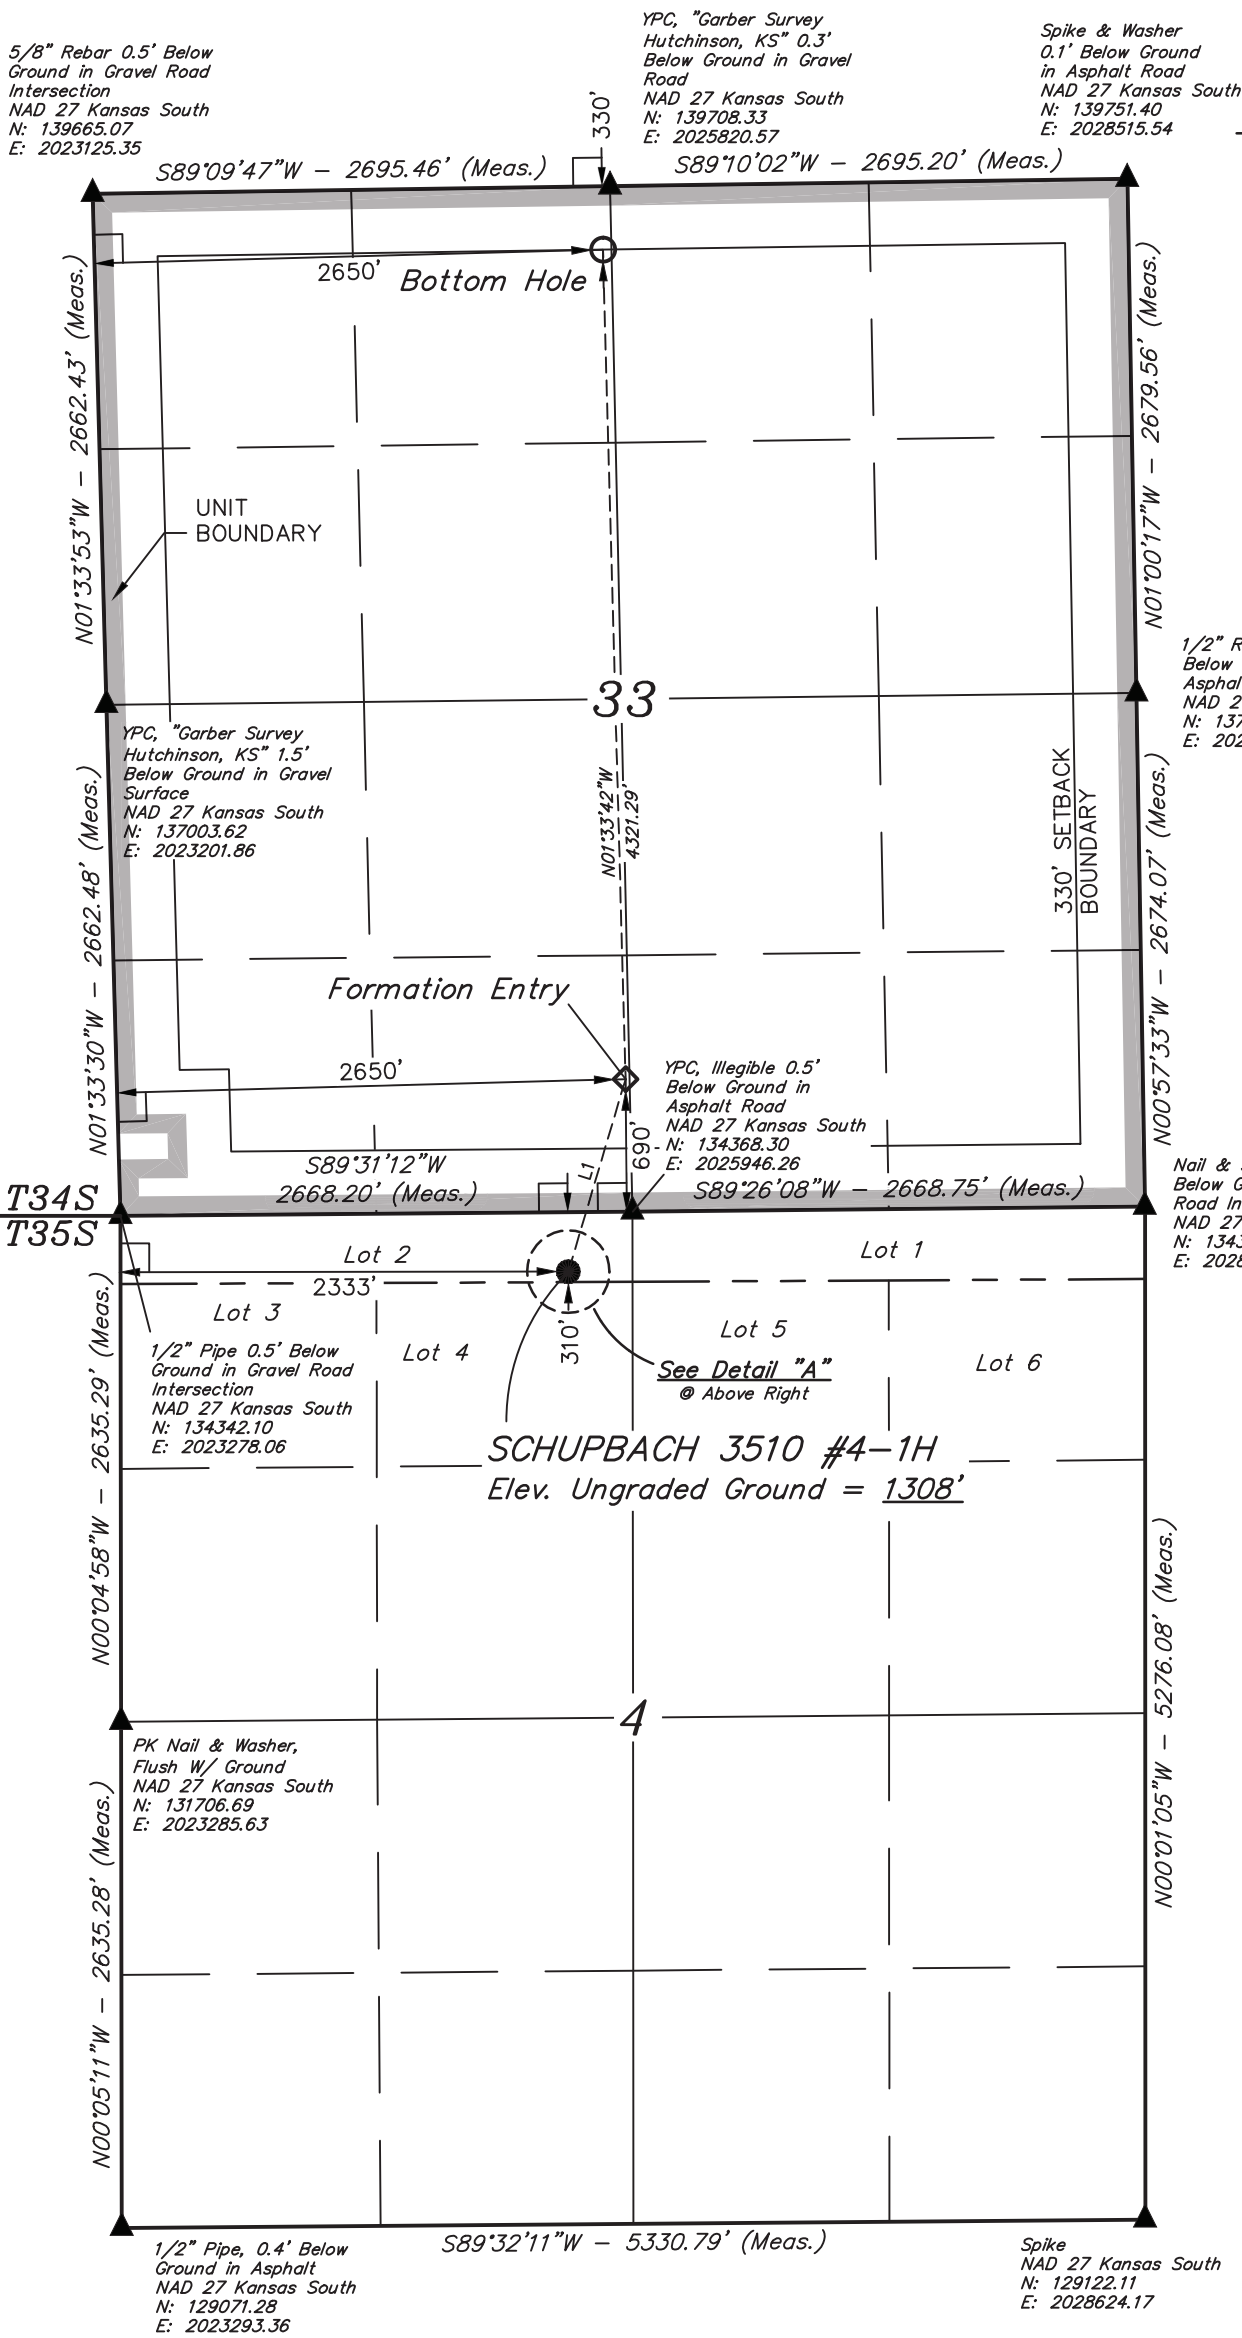 5/8" Rebar 0.5' Below
Ground in Gravel Road
Intersection
NAD 27 Kansas South
N: 139665.07
E: 2023125.35
YPC, "Garber Survey
Hutchinson, KS" 0.3'
Below Ground in Gravel
Road
NAD 27 Kansas South
N: 139708.33
E: 2025820.57
Spike & Washer
0.1' Below Ground
in Asphalt Road
NAD 27 Kansas South
N: 139751.40
E: 2028515.54
330'
S89°09'47"W - 2695.46' (Meas.)
S89°10'02"W - 2695.20' (Meas.)
2650'
Bottom Hole
N01°33'53"W - 2662.43' (Meas.)
N01°00'17"W - 2679.56' (Meas.)
UNIT
BOUNDARY
33
1/2"
Below
NAD
N:
E:
YPC, "Garber Survey
Hutchinson, KS" 1.5'
Below Ground in Gravel
Surface
NAD 27 Kansas South
N: 137003.62
E: 2023201.86
N01°33'42"W
4321.29'
330' SETBACK
BOUNDARY
N01°33'30"W - 2662.48' (Meas.)
N00°57'33"W - 2674.07' (Meas.)
Formation Entry
2650'
YPC, Illegible 0.5'
Below Ground in
Asphalt Road
NAD 27 Kansas South
N: 134368.30
E: 2025946.26
690'
L1
S89°31'12"W
2668.20' (Meas.)
S89°26'08"W - 2668.75' (Meas.)
Nail &
Below
Road
NAD 27
N:
E:
T34S
T35S
Lot 2
Lot 1
2333'
Lot 3
Lot 4
310'
Lot 5
Lot 6
See Detail "A"
@ Above Right
1/2" Pipe 0.5' Below
Ground in Gravel Road
Intersection
NAD 27 Kansas South
N: 134342.10
E: 2023278.06
SCHUPBACH 3510 #4-1H
Elev. Ungraded Ground = 1308'
N00°04'58"W - 2635.29' (Meas.)
N00°01'05"W - 5276.08' (Meas.)
4
PK Nail & Washer,
Flush W/ Ground
NAD 27 Kansas South
N: 131706.69
E: 2023285.63
N00°05'11"W - 2635.28' (Meas.)
S89°32'11"W - 5330.79' (Meas.)
1/2" Pipe, 0.4' Below
Ground in Asphalt
NAD 27 Kansas South
N: 129071.28
E: 2023293.36
Spike
NAD 27 Kansas South
N: 129122.11
E: 2028624.17